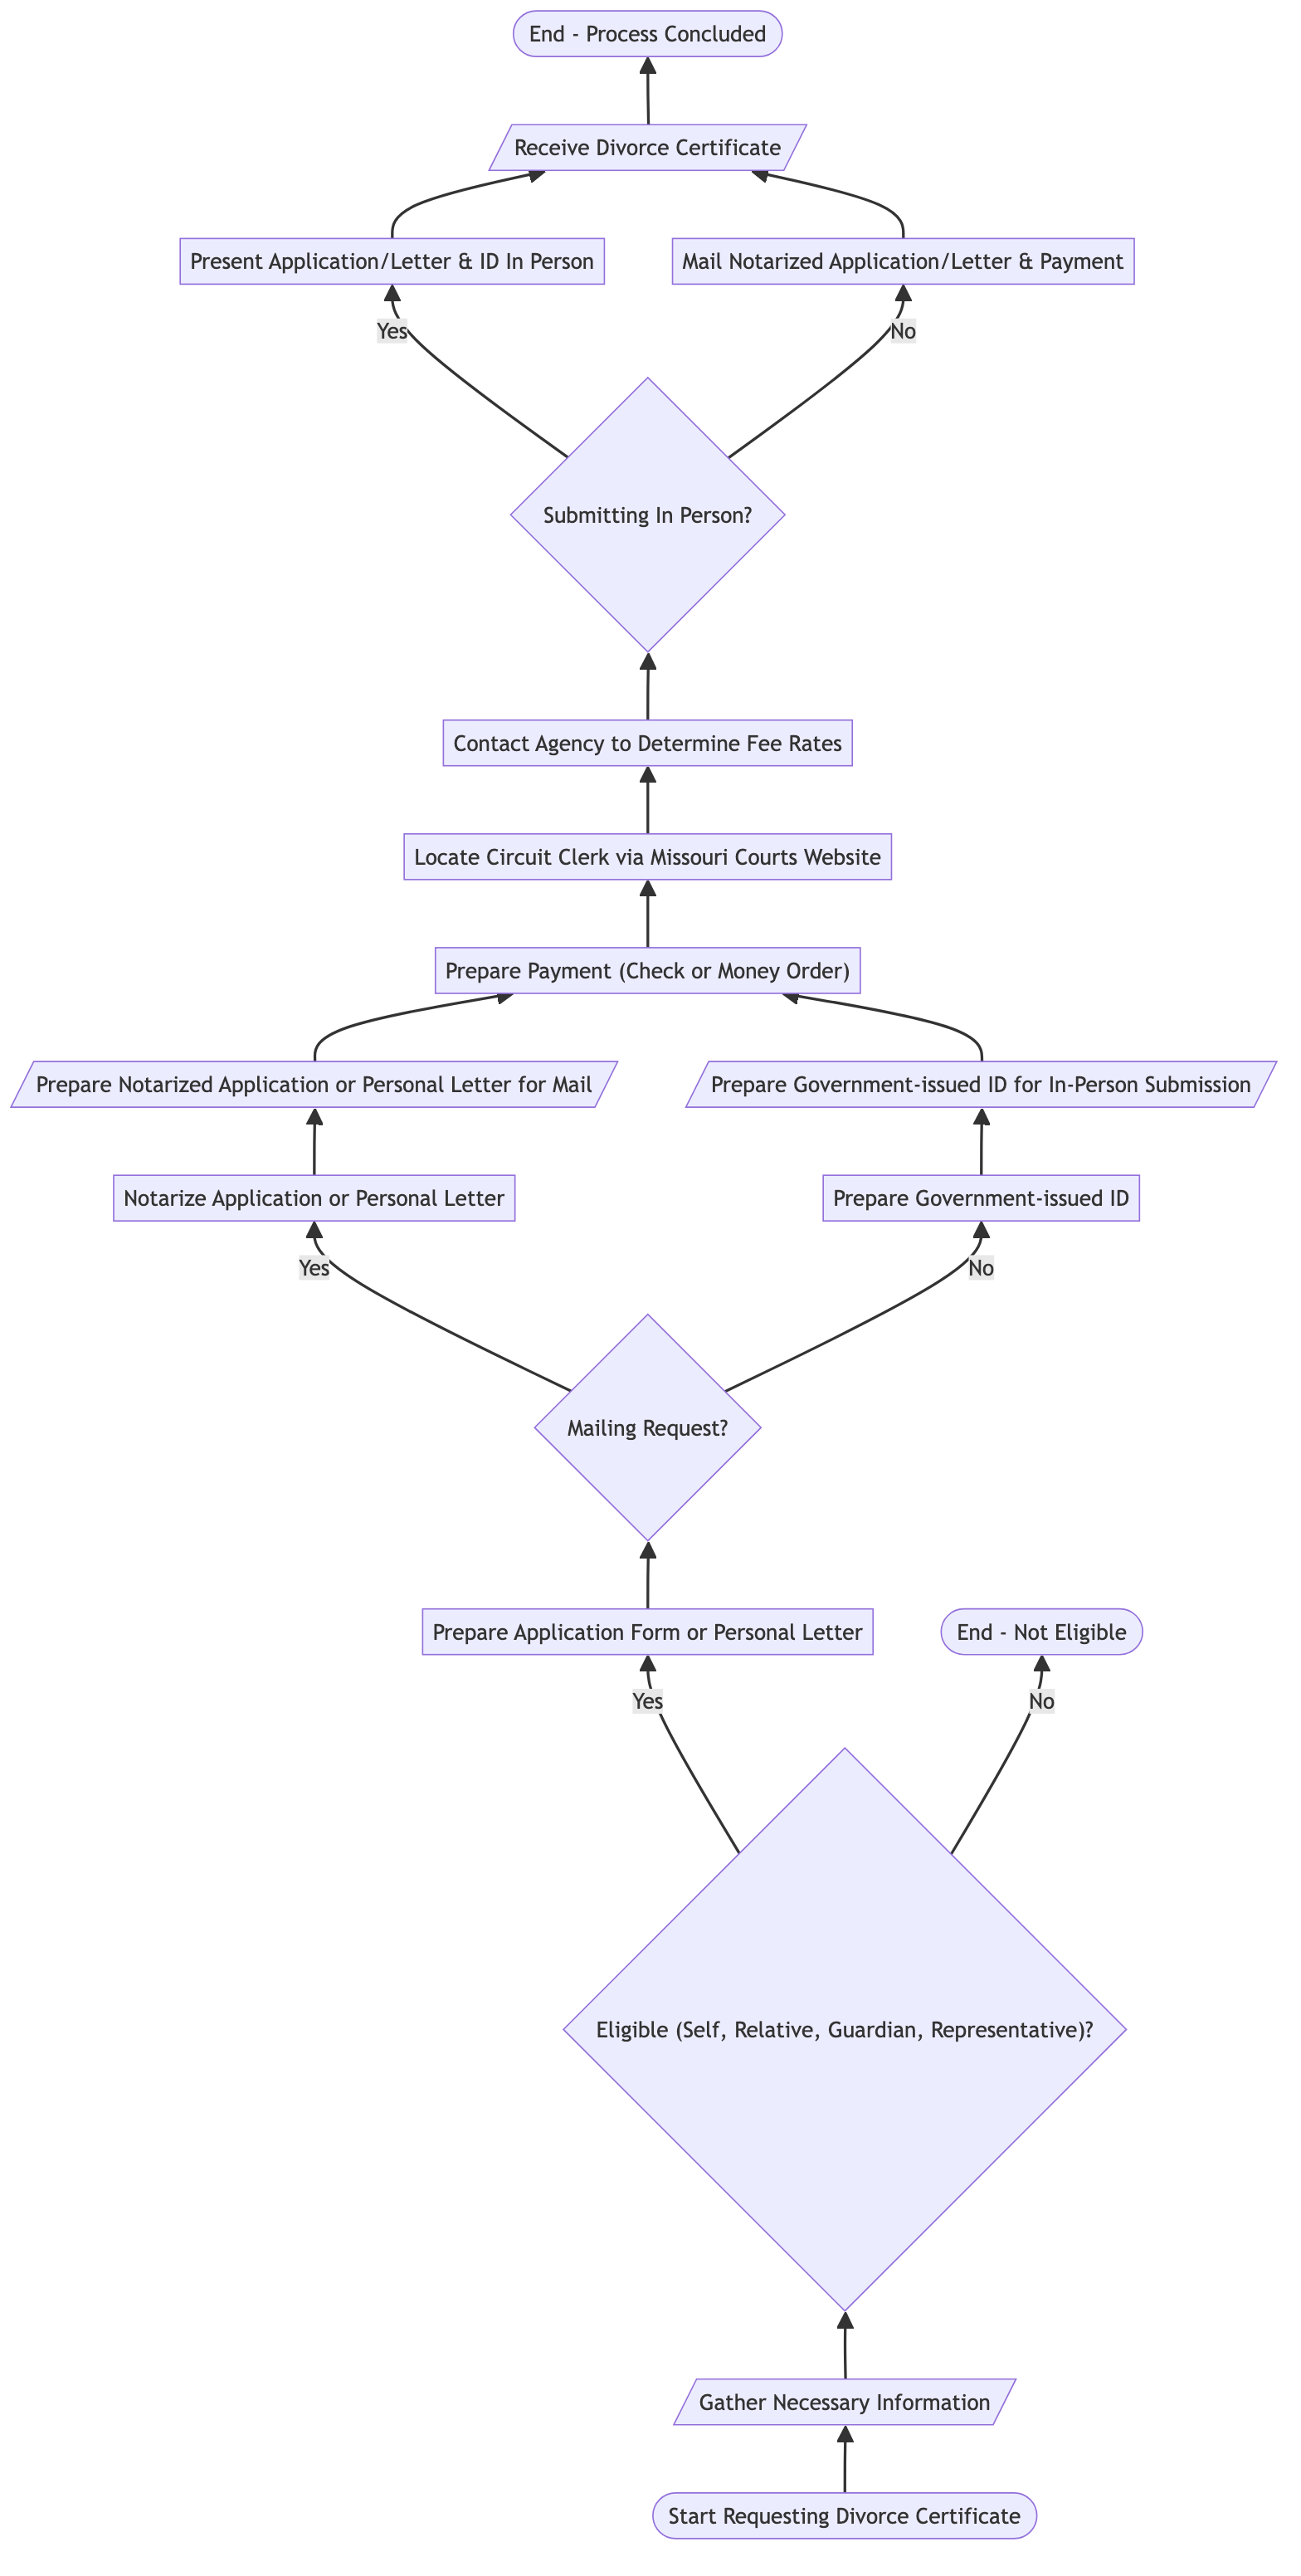 End - Process Concluded
Receive Divorce Certificate
Present Application/Letter & ID In Person
Mail Notarized Application/Letter & Payment
Yes
No
Submitting In Person?
Contact Agency to Determine Fee Rates
Locate Circuit Clerk via Missouri Courts Website
Prepare Payment (Check or Money Order)
Prepare Notarized Application or Personal Letter for Mail
Prepare Government-issued ID for In-Person Submission
Notarize Application or Personal Letter
Prepare Government-issued ID
Yes
No
Mailing Request?
Prepare Application Form or Personal Letter
End - Not Eligible
Yes
No
Eligible (Self, Relative, Guardian, Representative)?
Gather Necessary Information
Start Requesting Divorce Certificate